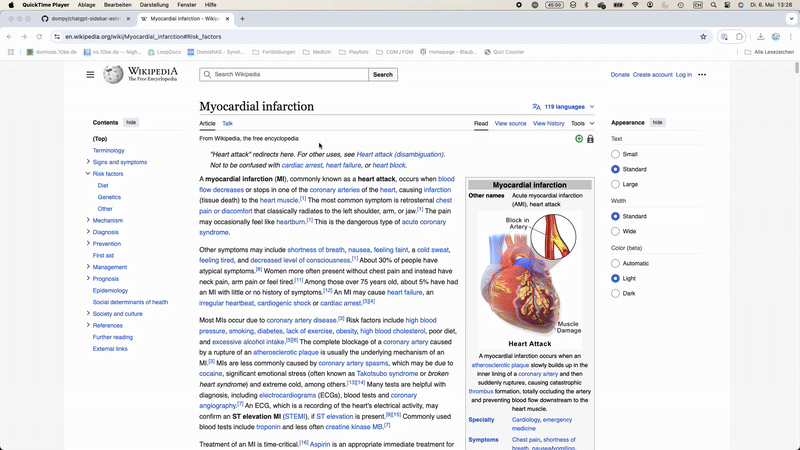 QuickTime Player Ablage Bearbeiten Darstellung Fenster Hilfe 45:00 CH Di. 6. Mai 13:28
dompy/chatgpt-sidebar-exte
Myocardial infarction - Wikip
en.wikipedia.org/wiki/Myocardial_infarction#Risk_factors
domloop.10be.de ns.10be.de -- Nigh... LoopDocs DomisNAS - Synol... Fortbildungen Medizin Playlists CGM / FGM Homepage - Blaub... Quiz Counter Alle Lesezeichen
WIKIPEDIA
The Free Encyclopedia
Search Wikipedia Search
Donate Create account Log in
Contents hide
(Top)
Terminology
Signs and symptoms
Risk factors
Diet
Genetics
Other
Mechanism
Diagnosis
Prevention
First aid
Management
Prognosis
Epidemiology
Social determinants of health
Society and culture
References
Further reading
External links
Myocardial infarction
119 languages
Article Talk Read View source View history Tools
From Wikipedia, the free encyclopedia
"Heart attack" redirects here. For other uses, see Heart attack (disambiguation).
Not to be confused with cardiac arrest, heart failure, or heart block.
A myocardial infarction (MI), commonly known as a heart attack, occurs when blood
flow decreases or stops in one of the coronary arteries of the heart, causing infarction
(tissue death) to the heart muscle.[1] The most common symptom is retrosternal chest
pain or discomfort that classically radiates to the left shoulder, arm, or jaw.[1] The pain
may occasionally feel like heartburn.[1] This is the dangerous type of acute coronary
syndrome.
Other symptoms may include shortness of breath, nausea, feeling faint, a cold sweat,
feeling tired, and decreased level of consciousness.[1] About 30% of people have
atypical symptoms.[8] Women more often present without chest pain and instead have
neck pain, arm pain or feel tired.[11] Among those over 75 years old, about 5% have had
an MI with little or no history of symptoms.[12] An MI may cause heart failure, an
irregular heartbeat, cardiogenic shock or cardiac arrest.[3][4]
Most MIs occur due to coronary artery disease.[3] Risk factors include high blood
pressure, smoking, diabetes, lack of exercise, obesity, high blood cholesterol, poor diet,
and excessive alcohol intake.[5][6] The complete blockage of a coronary artery
caused by a rupture of an atherosclerotic plaque is usually the underlying mechanism of an
MI.[3] MIs are less commonly caused by coronary artery spasms, which may be due to
cocaine, significant emotional stress (often known as Takotsubo syndrome or broken
heart syndrome) and extreme cold, among others.[13][14] Many tests are helpful with
diagnosis, including electrocardiograms (ECGs), blood tests and coronary
angiography.[7] An ECG, which is a recording of the heart's electrical activity, may
confirm an ST elevation MI (STEMI), if ST elevation is present.[8][15] Commonly used
blood tests include troponin and less often creatine kinase MB.[7]
Treatment of an MI is time-critical.[16] Aspirin is an appropriate immediate treatment for
Myocardial infarction
Other names Acute myocardial infarction
(AMI), heart attack
Block in
Artery
Muscle
Damage
Heart Attack
A myocardial infarction occurs when an
atherosclerotic plaque slowly builds up in the
inner lining of a coronary artery and then
suddenly ruptures, causing catastrophic
thrombus formation, totally occluding the artery
and preventing blood flow downstream to the
heart muscle.
Specialty Cardiology, emergency
medicine
Symptoms Chest pain, shortness of
breath, nausea/vomiting,
Appearance hide
Text
Small
Standard
Large
Width
Standard
Wide
Color (beta)
Automatic
Light
Dark